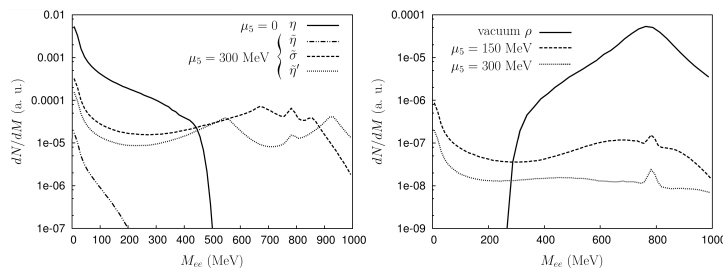 0.01
0.001
0.0001
1e-05
1e-06
1e-07
dN/dM (a. u.)
μ₅ = 0 η
η̃
μ₅ = 300 MeV { σ̃
η̃′
0 100 200 300 400 500 600 700 800 900 1000
M_ee (MeV)
0.0001
1e-05
1e-06
1e-07
1e-08
1e-09
dN/dM (a. u.)
vacuum ρ
μ₅ = 150 MeV
μ₅ = 300 MeV
0 200 400 600 800 1000
M_ee (MeV)